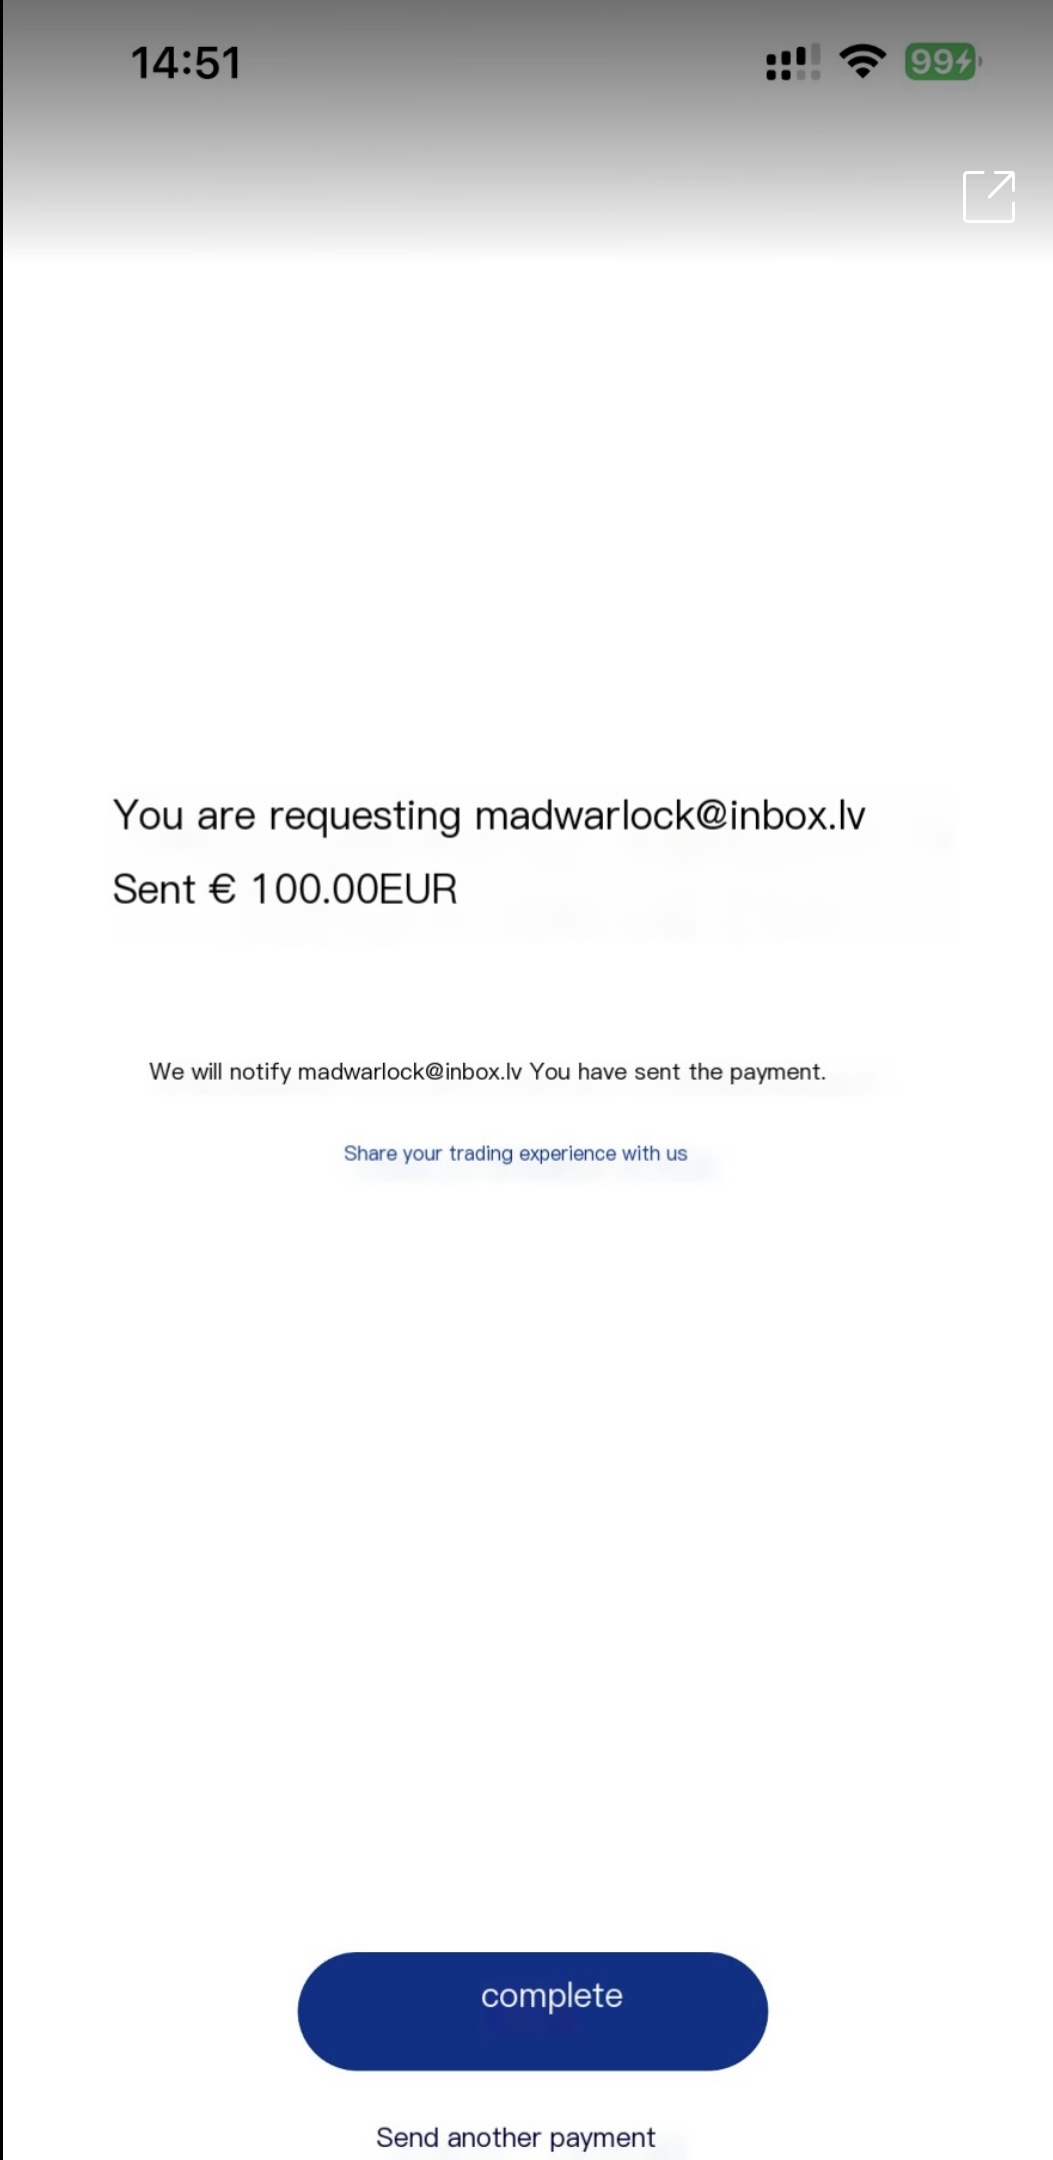 14:51
99
You are requesting madwarlock@inbox.lv
Sent € 100.00EUR
We will notify madwarlock@inbox.lv You have sent the payment.
Share your trading experience with us
complete
Send another payment